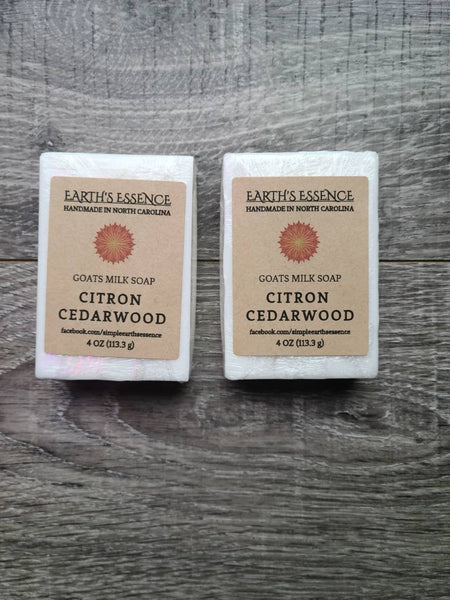 EARTH'S ESSENCE
HANDMADE IN NORTH CAROLINA
GOATS MILK SOAP
CITRON
CEDARWOOD
facebook.com/simpleearthsessence
4 OZ (113.3 g)
EARTH'S ESSENCE
HANDMADE IN NORTH CAROLINA
GOATS MILK SOAP
CITRON
CEDARWOOD
facebook.com/simpleearthsessence
4 OZ (113.3 g)